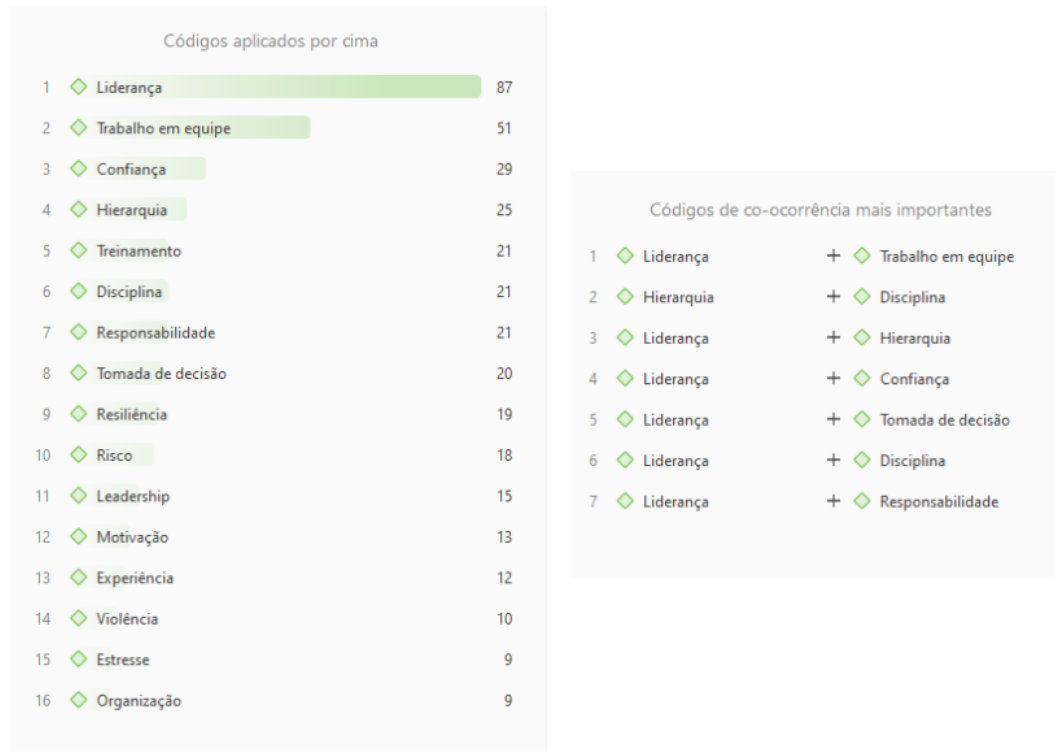 Códigos aplicados por cima
1 Liderança 87
2 Trabalho em equipe 51
3 Confiança 29
4 Hierarquia 25
5 Treinamento 21
6 Disciplina 21
7 Responsabilidade 21
8 Tomada de decisão 20
9 Resiliência 19
10 Risco 18
11 Leadership 15
12 Motivação 13
13 Experiência 12
14 Violência 10
15 Estresse 9
16 Organização 9
Códigos de co-ocorrência mais importantes
1 Liderança + Trabalho em equipe
2 Hierarquia + Disciplina
3 Liderança + Hierarquia
4 Liderança + Confiança
5 Liderança + Tomada de decisão
6 Liderança + Disciplina
7 Liderança + Responsabilidade